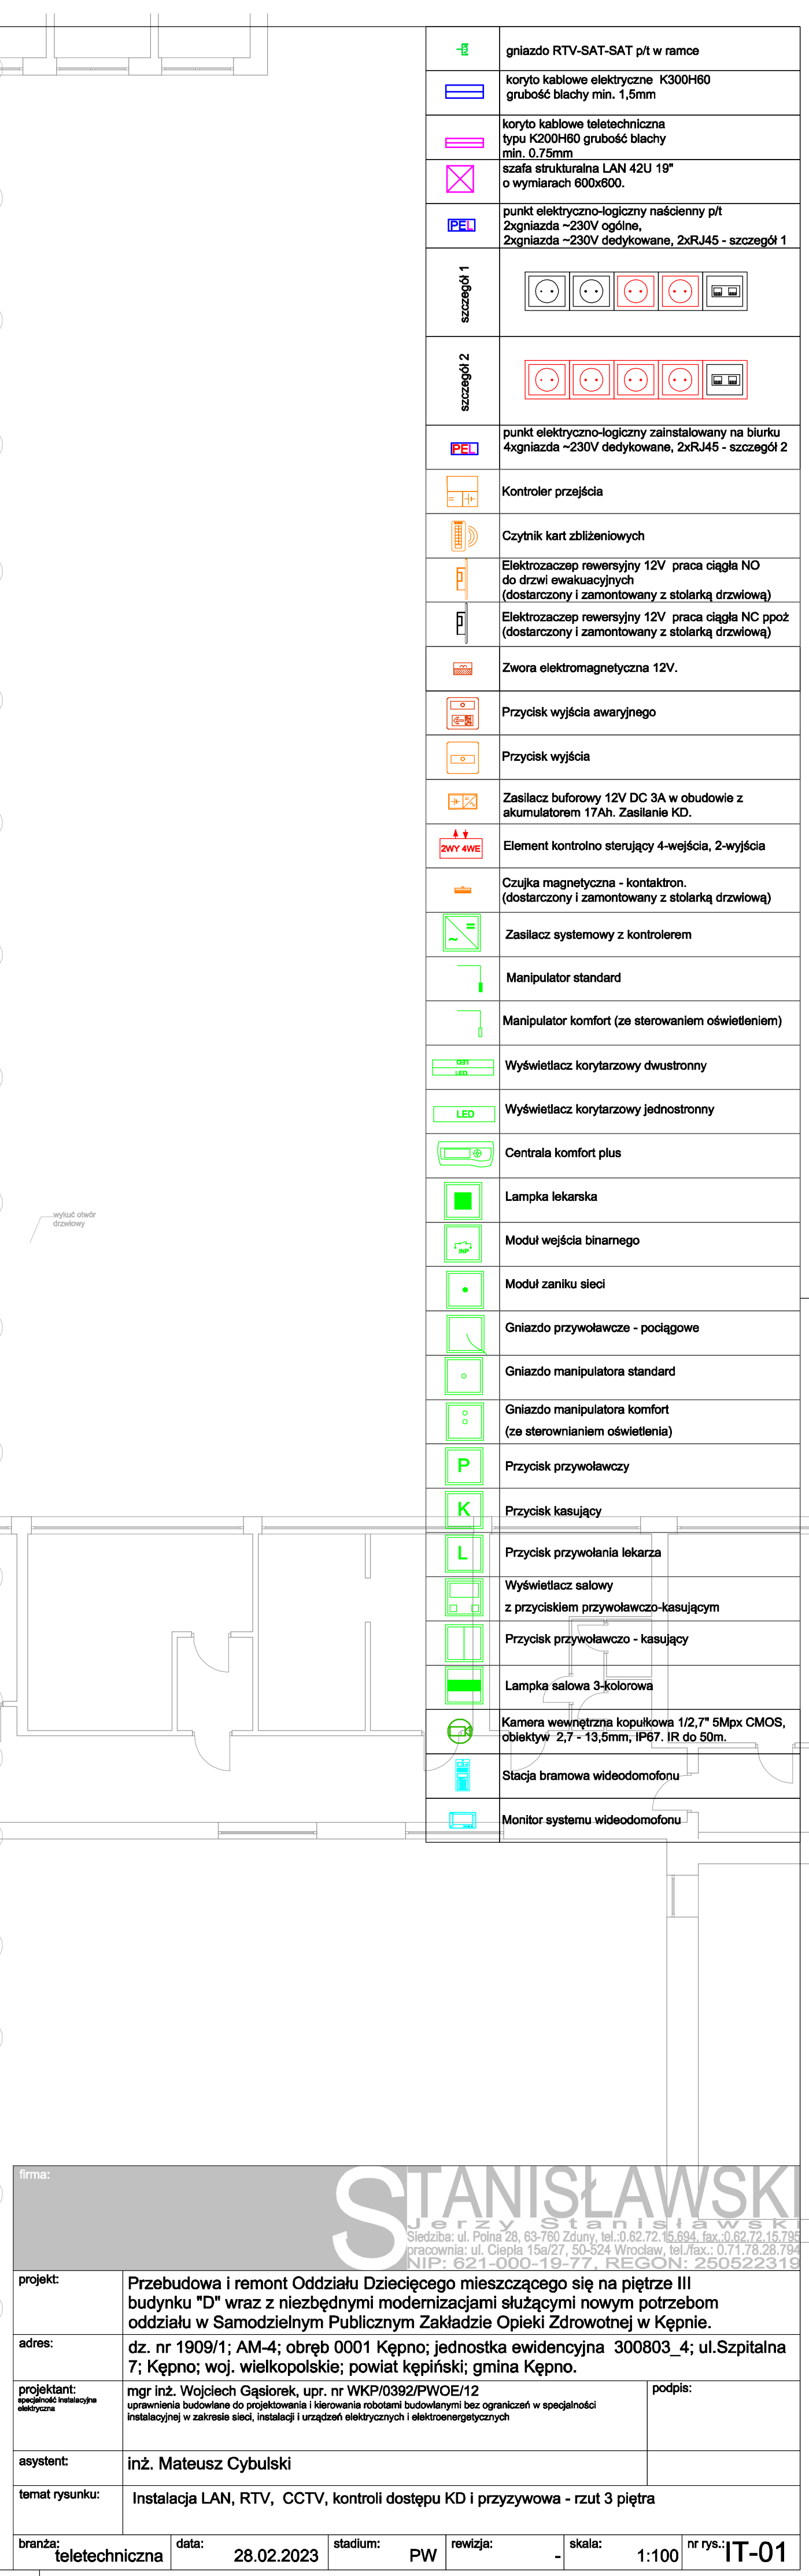 gniazdo RTV-SAT-SAT p/t w ramce
koryto kablowe elektryczne K300H60
grubość blachy min. 1,5mm
koryto kablowe teletechniczna
typu K200H60 grubość blachy
min. 0.75mm
szafa strukturalna LAN 42U 19"
o wymiarach 600x600.
PEL
punkt elektryczno-logiczny naścienny p/t
2xgniazda ~230V ogólne,
2xgniazda ~230V dedykowane, 2xRJ45 - szczegół 1
szczegół 1
szczegół 2
PEL
punkt elektryczno-logiczny zainstalowany na biurku
4xgniazda ~230V dedykowane, 2xRJ45 - szczegół 2
Kontroler przejścia
Czytnik kart zbliżeniowych
Elektrozaczep rewersyjny 12V praca ciągła NO
do drzwi ewakuacyjnych
(dostarczony i zamontowany z stolarką drzwiową)
Elektrozaczep rewersyjny 12V praca ciągła NC ppoż
(dostarczony i zamontowany z stolarką drzwiową)
Zwora elektromagnetyczna 12V.
Przycisk wyjścia awaryjnego
Przycisk wyjścia
Zasilacz buforowy 12V DC 3A w obudowie z
akumulatorem 17Ah. Zasilanie KD.
2WY 4WE
Element kontrolno sterujący 4-wejścia, 2-wyjścia
Czujka magnetyczna - kontaktron.
(dostarczony i zamontowany z stolarką drzwiową)
Zasilacz systemowy z kontrolerem
Manipulator standard
Manipulator komfort (ze sterowaniem oświetleniem)
LED
LED
Wyświetlacz korytarzowy dwustronny
LED
Wyświetlacz korytarzowy jednostronny
Centrala komfort plus
Lampka lekarska
wykuć otwór
drzwiowy
INP
Moduł wejścia binarnego
Moduł zaniku sieci
Gniazdo przywoławcze - pociągowe
Gniazdo manipulatora standard
Gniazdo manipulatora komfort
(ze sterownianiem oświetlenia)
P
Przycisk przywoławczy
K
Przycisk kasujący
L
Przycisk przywołania lekarza
Wyświetlacz salowy
z przyciskiem przywoławczo-kasującym
Przycisk przywoławczo - kasujący
Lampka salowa 3-kolorowa
Kamera wewnętrzna kopułkowa 1/2,7" 5Mpx CMOS,
obiektyw 2,7 - 13,5mm, IP67. IR do 50m.
Stacja bramowa wideodomofonu
Monitor systemu wideodomofonu
firma:
STANISŁAWSKI
Jerzy Stanisławski
Siedziba: ul. Polna 28, 63-760 Zduny, tel.:0.62.72.15.694, fax.:0.62.72.15.795
pracownia: ul. Ciepła 15a/27, 50-524 Wrocław, tel./fax.: 0.71.78.28.794
NIP: 621-000-19-77, REGON: 250522319
projekt:
Przebudowa i remont Oddziału Dziecięcego mieszczącego się na piętrze III
budynku "D" wraz z niezbędnymi modernizacjami służącymi nowym potrzebom
oddziału w Samodzielnym Publicznym Zakładzie Opieki Zdrowotnej w Kępnie.
adres:
dz. nr 1909/1; AM-4; obręb 0001 Kępno; jednostka ewidencyjna 300803_4; ul.Szpitalna
7; Kępno; woj. wielkopolskie; powiat kępiński; gmina Kępno.
projektant:
specjalność instalacyjna
elektryczna
mgr inż. Wojciech Gąsiorek, upr. nr WKP/0392/PWOE/12
uprawnienia budowlane do projektowania i kierowania robotami budowlanymi bez ograniczeń w specjalności
instalacyjnej w zakresie sieci, instalacji i urządzeń elektrycznych i elektroenergetycznych
podpis:
asystent:
inż. Mateusz Cybulski
temat rysunku:
Instalacja LAN, RTV, CCTV, kontroli dostępu KD i przyzywowa - rzut 3 piętra
branża:
teletechniczna
data:
28.02.2023
stadium:
PW
rewizja:
-
skala:
1:100
nr rys.:
IT-01